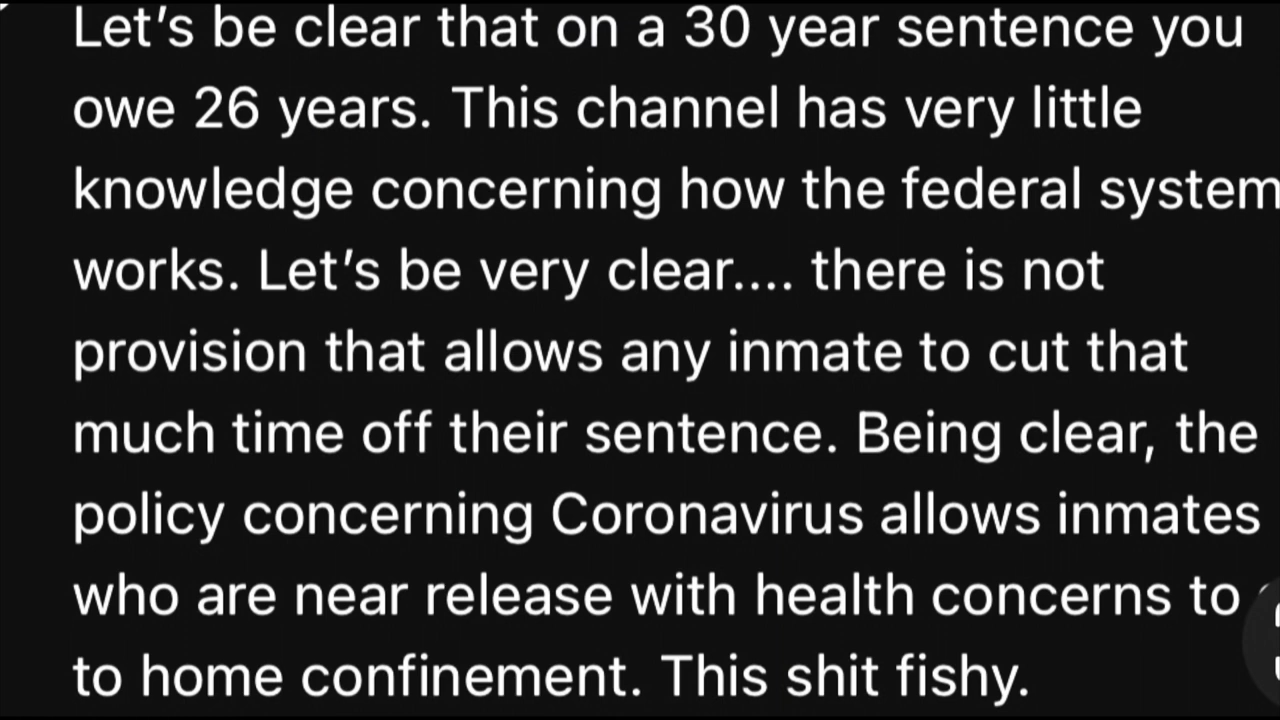 Let's be clear that on a 30 year sentence you
owe 26 years. This channel has very little
knowledge concerning how the federal system
works. Let's be very clear.... there is not
provision that allows any inmate to cut that
much time off their sentence. Being clear, the
policy concerning Coronavirus allows inmates
who are near release with health concerns to
to home confinement. This shit fishy.